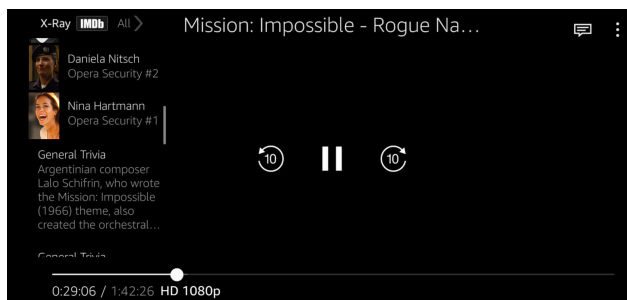 X-Ray IMDb All
Mission: Impossible - Rogue Na...
Daniela Nitsch
Opera Security #2
Nina Hartmann
Opera Security #1
General Trivia
Argentinian composer
Lalo Schifrin, who wrote
the Mission: Impossible
(1966) theme, also
created the orchestral...
General Trivia
10
10
0:29:06 / 1:42:26 HD 1080p